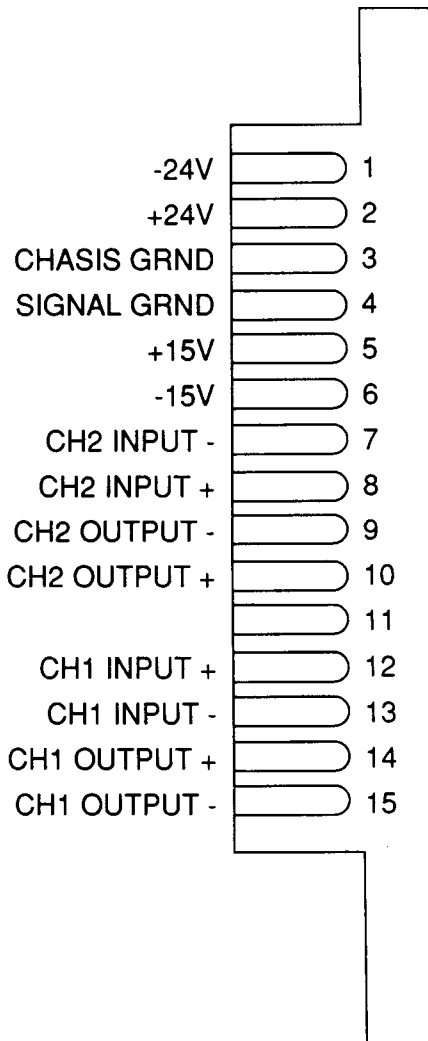 -24V 1
+24V 2
CHASIS GRND 3
SIGNAL GRND 4
+15V 5
-15V 6
CH2 INPUT - 7
CH2 INPUT + 8
CH2 OUTPUT - 9
CH2 OUTPUT + 10
11
CH1 INPUT + 12
CH1 INPUT - 13
CH1 OUTPUT + 14
CH1 OUTPUT - 15